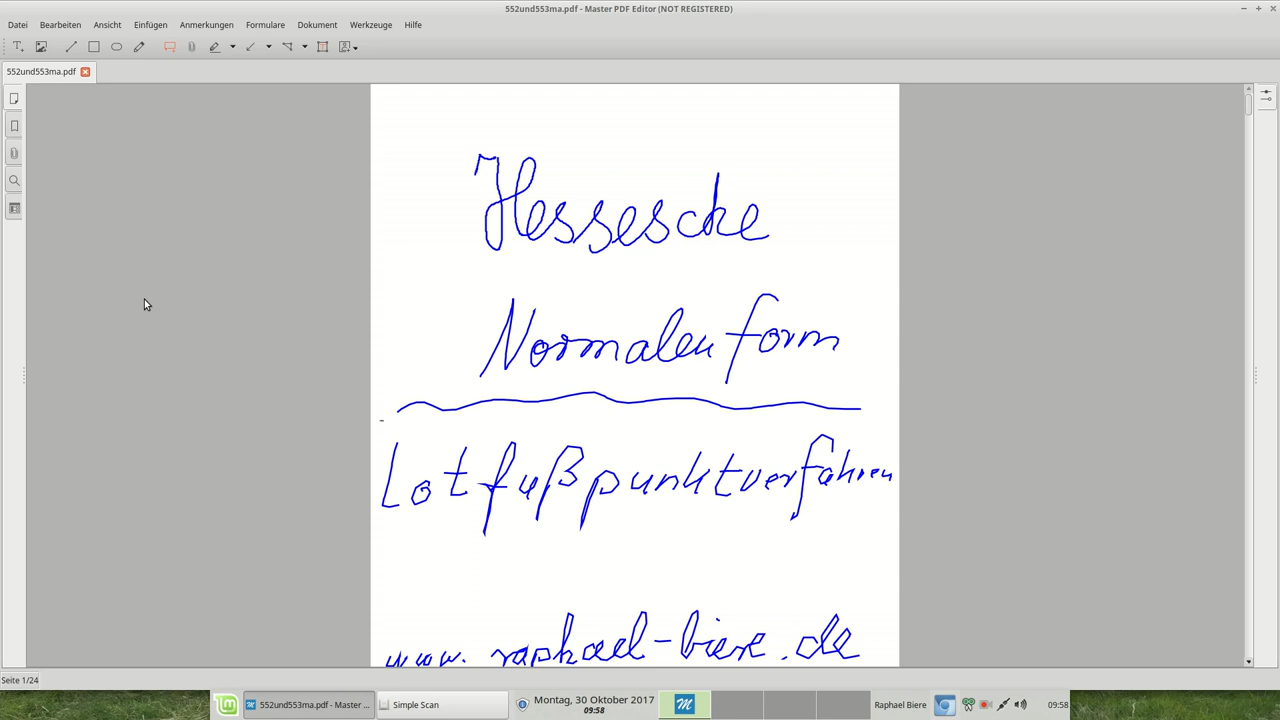 552und553ma.pdf - Master PDF Editor (NOT REGISTERED)
Datei Bearbeiten Ansicht Einfügen Anmerkungen Formulare Dokument Werkzeuge Hilfe
552und553ma.pdf
Hessesche
Normalenform
Lotfußpunktverfahren
www.raphael-biere.de
Seite 1/24
552und553ma.pdf - Master ...
Simple Scan
Montag, 30 Oktober 2017
09:58
Raphael Biere
09:58